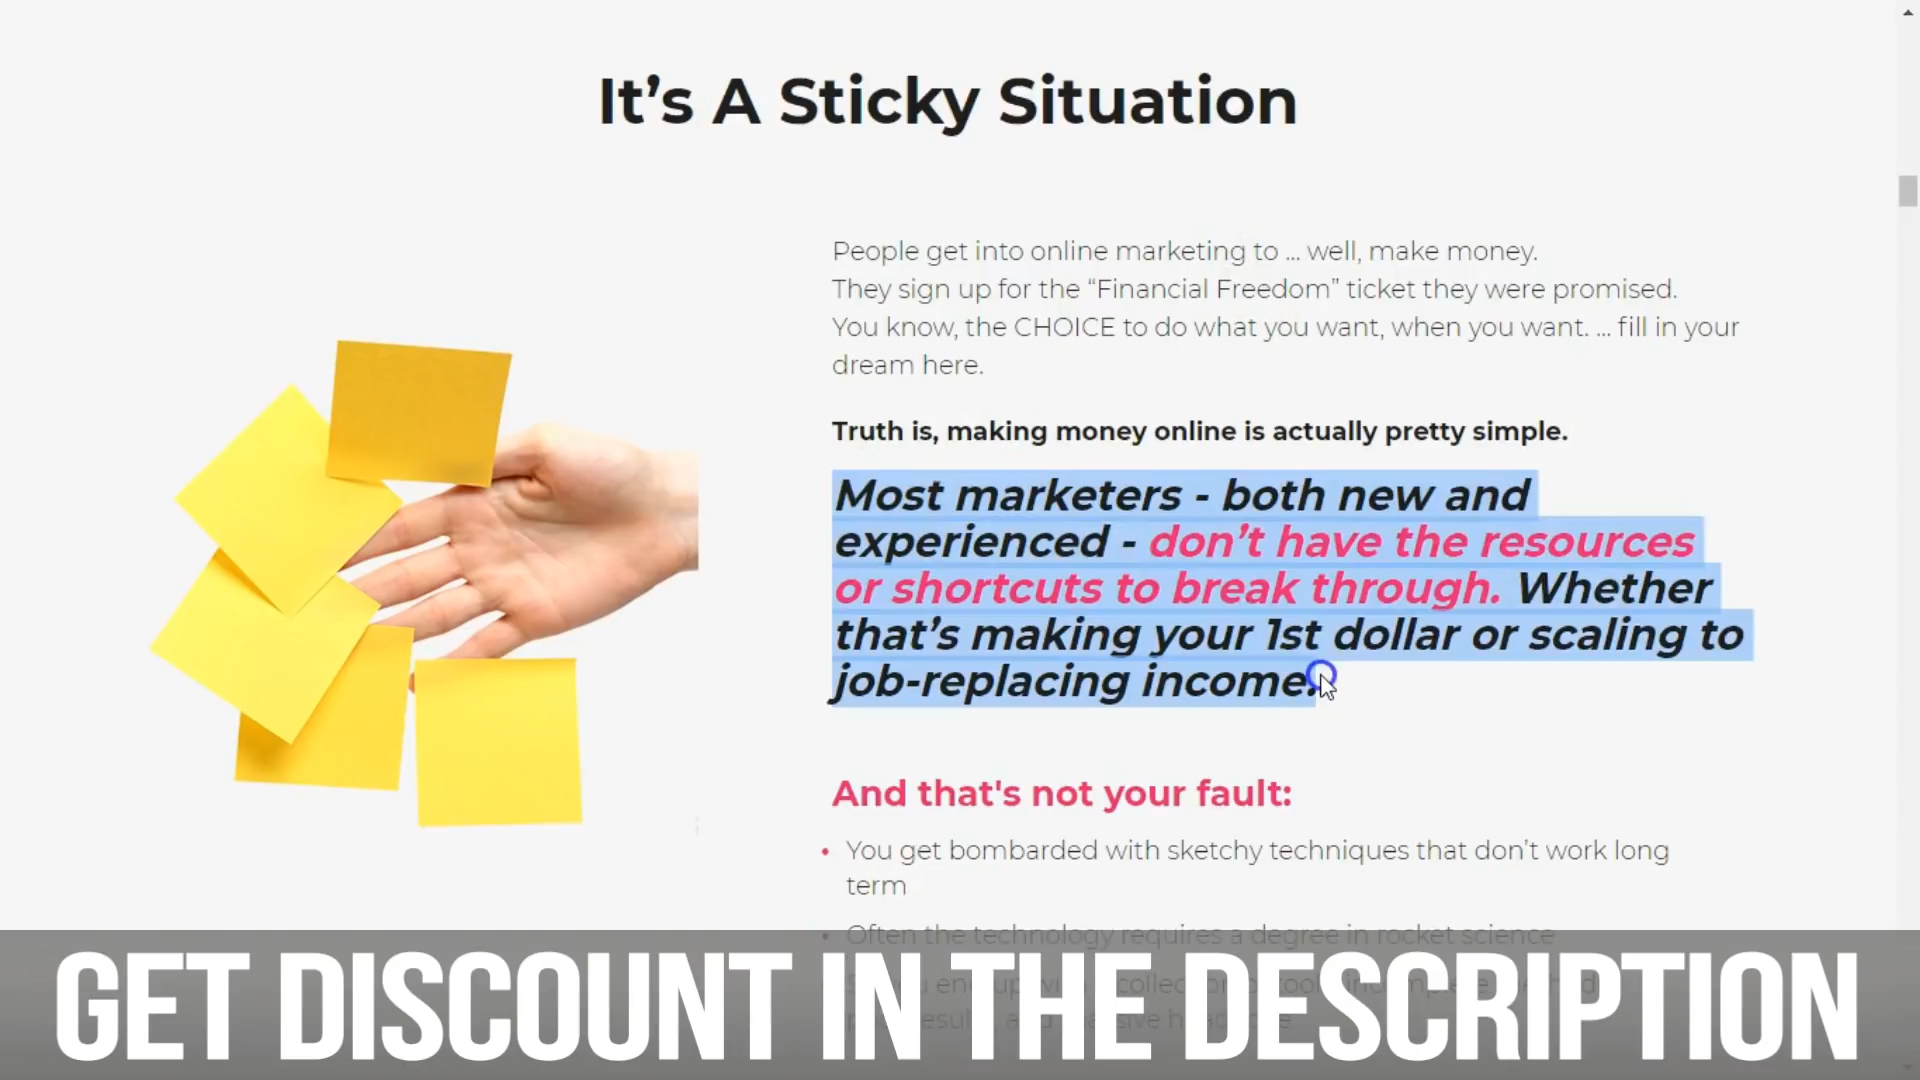 It’s A Sticky Situation
People get into online marketing to ... well, make money.
They sign up for the “Financial Freedom” ticket they were promised.
You know, the CHOICE to do what you want, when you want. ... fill in your
dream here.
Truth is, making money online is actually pretty simple.
Most marketers - both new and
experienced - don’t have the resources
or shortcuts to break through. Whether
that’s making your 1st dollar or scaling to
job-replacing income.
And that's not your fault:
• You get bombarded with sketchy techniques that don’t work long
term
• Often the technology requires a degree in rocket science
GET DISCOUNT IN THE DESCRIPTION